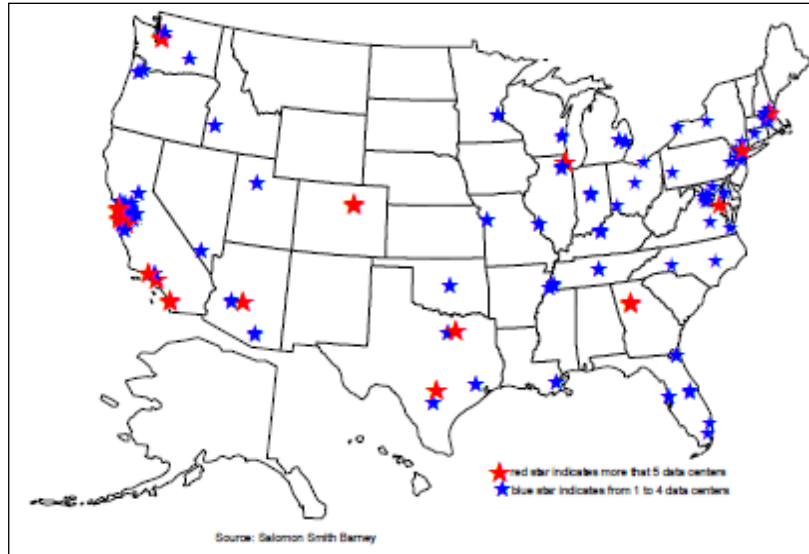 red star indicates more that 5 data centers
blue star indicates from 1 to 4 data centers
Source: Salomon Smith Barney